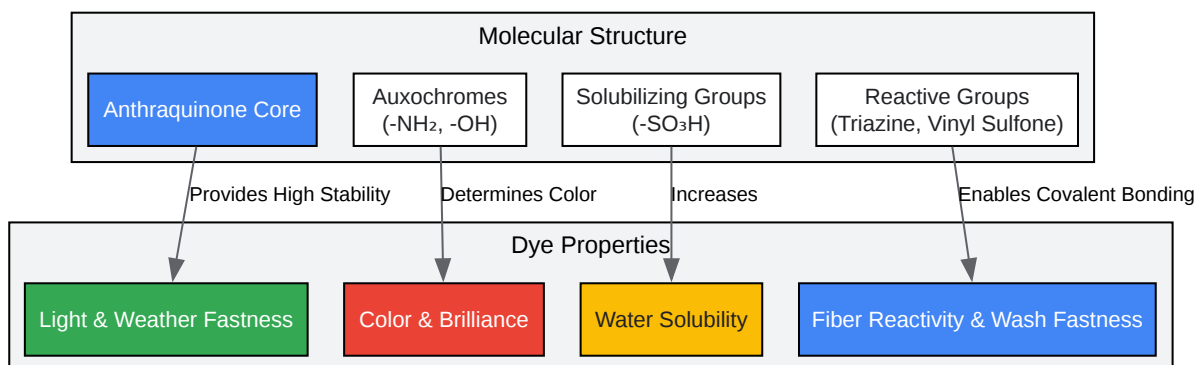 Molecular Structure
Anthraquinone Core
Auxochromes
(-NH₂, -OH)
Solubilizing Groups
(-SO₃H)
Reactive Groups
(Triazine, Vinyl Sulfone)
Provides High Stability
Determines Color
Increases
Enables Covalent Bonding
Dye Properties
Light & Weather Fastness
Color & Brilliance
Water Solubility
Fiber Reactivity & Wash Fastness